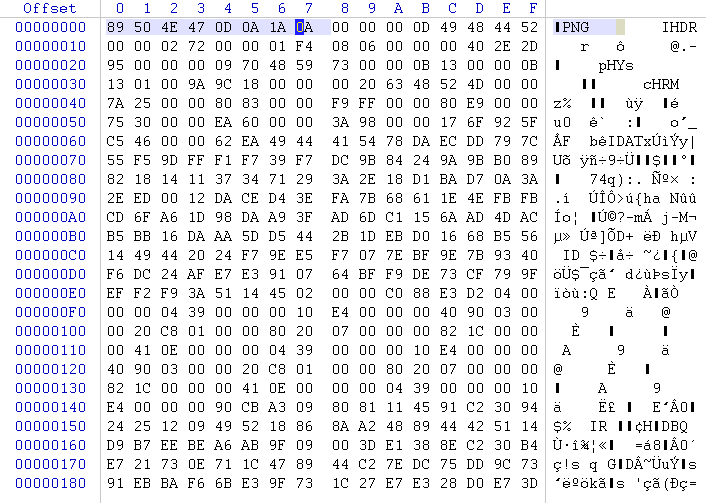 Offset 0 1 2 3 4 5 6 7 8 9 A B C D E F
00000000 89 50 4E 47 0D 0A 1A 0A 00 00 00 0D 49 48 44 52 PNG IHDR
00000010 00 00 02 72 00 00 01 F4 08 06 00 00 00 40 2E 2D r ô @.-
00000020 95 00 00 00 09 70 48 59 73 00 00 0B 13 00 00 0B pHYs
00000030 13 01 00 9A 9C 18 00 00 00 20 63 48 52 4D 00 00 cHRM
00000040 7A 25 00 00 80 83 00 00 F9 FF 00 00 80 E9 00 00 z% ùÿ é
00000050 75 30 00 00 EA 60 00 00 3A 98 00 00 17 6F 92 5F u0 ê` : o _
00000060 C5 46 00 00 62 EA 49 44 41 54 78 DA EC DD 79 7C ÅF bêIDATxÚìÝy|
00000070 55 F5 9D FF F1 F7 39 F7 DC 9B 84 24 9A 9B B0 89 Uõ ÿñ÷9÷Ü $ °
00000080 82 18 14 11 37 34 71 29 3A 2E 18 D1 BA D7 0A 3A 74q):. Ñº× :
00000090 2E ED 00 12 DA CE D4 3E FA 7B 68 61 1E 4E FB FB .í ÚÎÔ>ú{ha Nûû
000000A0 CD 6F A6 1D 98 DA A9 3F AD 6D C1 15 6A AD 4D AC Ío¦ Ú©?-mÁ j-M¬
000000B0 B5 BB 16 DA AA 5D D5 44 2B 1D EB D0 16 68 B5 56 µ» Úª]ÕD+ ëÐ hµV
000000C0 14 49 44 20 24 F7 9E E5 F7 07 7E BF 9E 7B 93 40 ID $÷ å÷ ~¿ { @
000000D0 F6 DC 24 AF E7 E3 91 07 64 BF F9 DE 73 CF 79 9F öÜ$¯çã d¿ùÞsÏy
000000E0 EF F2 F9 3A 51 14 45 02 00 00 C0 88 E3 D2 04 00 ïòù:Q E À ãÒ
000000F0 00 00 04 39 00 00 00 10 E4 00 00 00 40 90 03 00 9 ä @
00000100 00 20 C8 01 00 00 80 20 07 00 00 00 82 1C 00 00 È
00000110 00 41 0E 00 00 00 04 39 00 00 00 10 E4 00 00 00 A 9 ä
00000120 40 90 03 00 00 20 C8 01 00 00 80 20 07 00 00 00 @ È
00000130 82 1C 00 00 00 41 0E 00 00 00 04 39 00 00 00 10 A 9
00000140 E4 00 00 00 90 CB A3 09 80 81 11 45 91 C2 30 94 ä Ë£ E Â0
00000150 24 25 12 09 49 52 18 86 8A A2 48 89 44 42 51 14 $% IR ¢H DBQ
00000160 D9 B7 EE BE A6 AB 9F 09 00 3D E1 38 8E C2 30 B4 Ù·î¾¦« =á8 Â0´
00000170 E7 21 73 0E 71 1C 47 89 44 C2 7E DC 75 DD 9C 73 ç!s q G DÂ~ÜuÝ s
00000180 91 EB BA F6 6B E3 9F 73 1C 27 E7 E3 28 D0 E7 3D ëºökã s 'çã(Ðç=